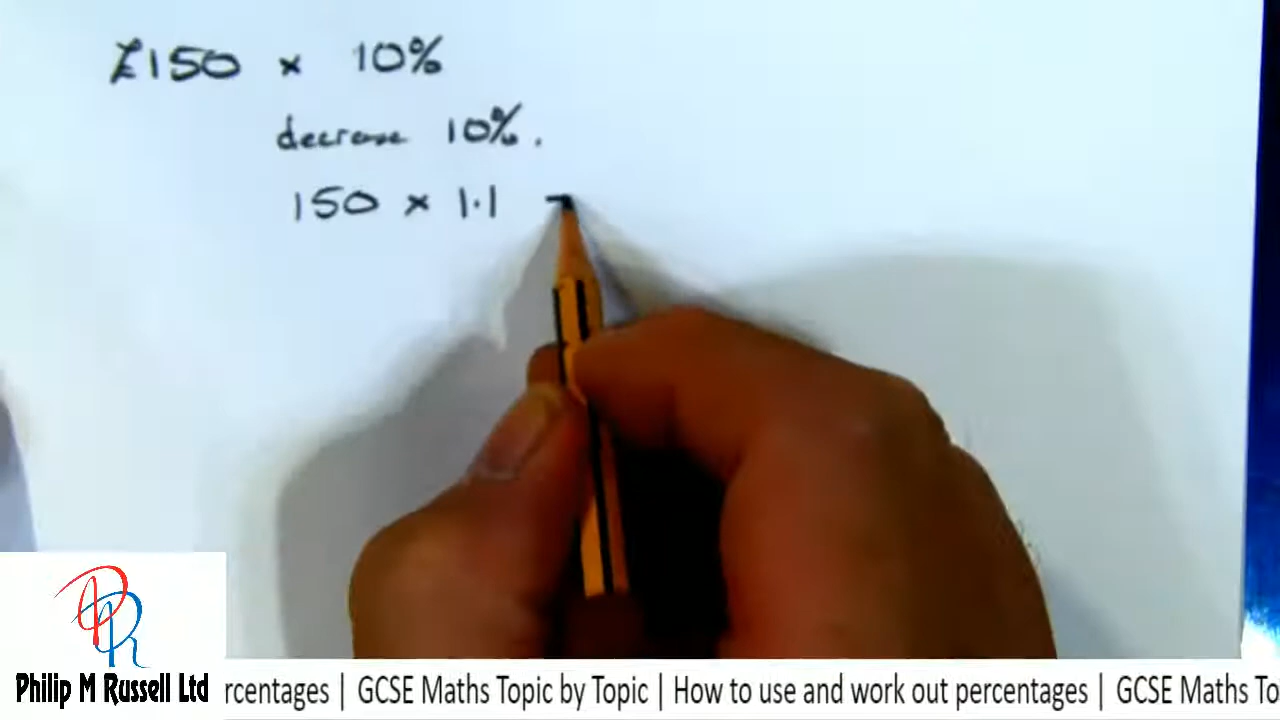 £150 × 10%
decrease 10%.
150 × 1.1 =
Philip M Russell Ltd
rcentages | GCSE Maths Topic by Topic | How to use and work out percentages | GCSE Maths To